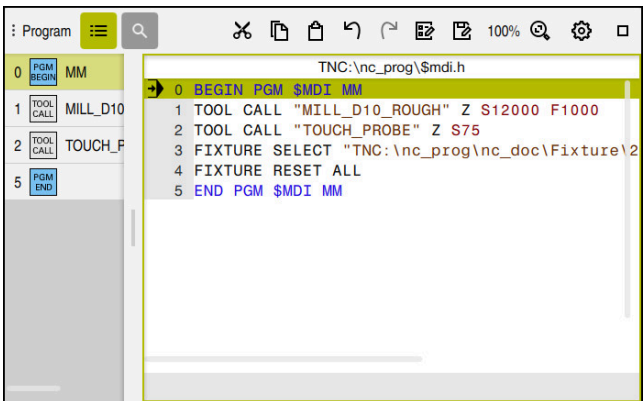 Program 100%
TNC:\nc_prog\$mdi.h
0 PGM BEGIN MM
1 TOOL CALL MILL_D10
2 TOOL CALL TOUCH_P
5 PGM END
0 BEGIN PGM $MDI MM
1 TOOL CALL "MILL_D10_ROUGH" Z S12000 F1000
2 TOOL CALL "TOUCH_PROBE" Z S75
3 FIXTURE SELECT "TNC:\nc_prog\nc_doc\Fixture\2
4 FIXTURE RESET ALL
5 END PGM $MDI MM